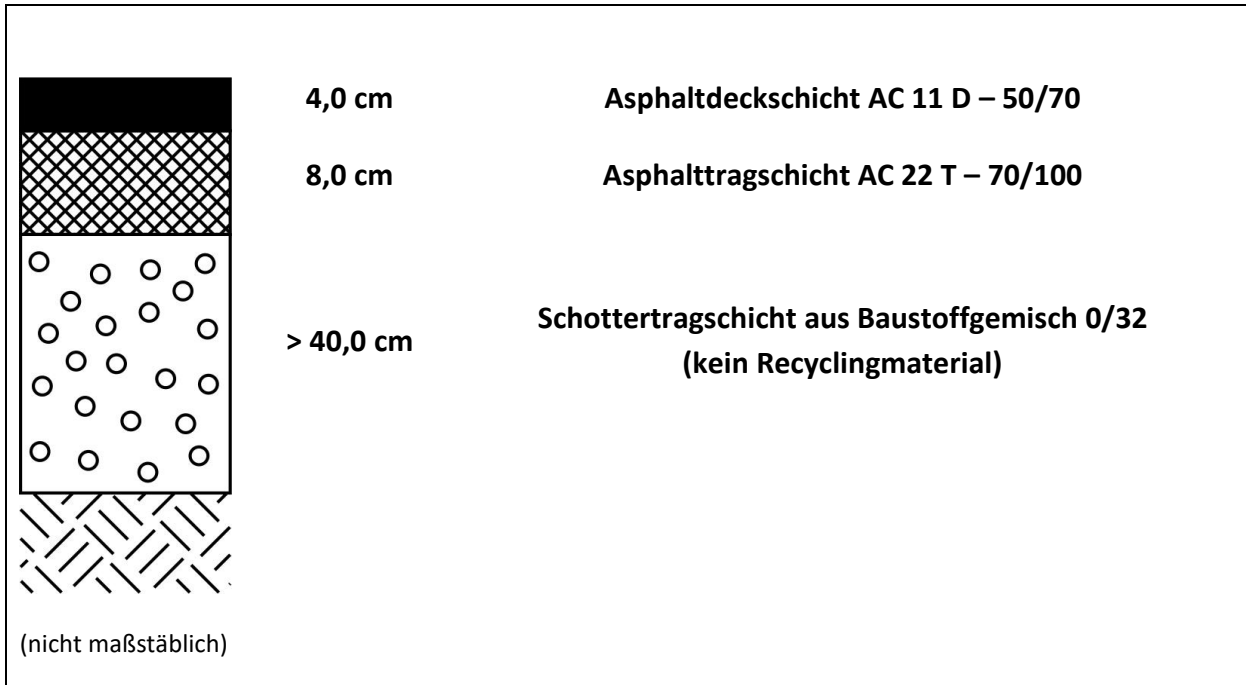 4,0 cm Asphaltdeckschicht AC 11 D – 50/70
8,0 cm Asphalttragschicht AC 22 T – 70/100
> 40,0 cm Schottertragschicht aus Baustoffgemisch 0/32
(kein Recyclingmaterial)
(nicht maßstäblich)